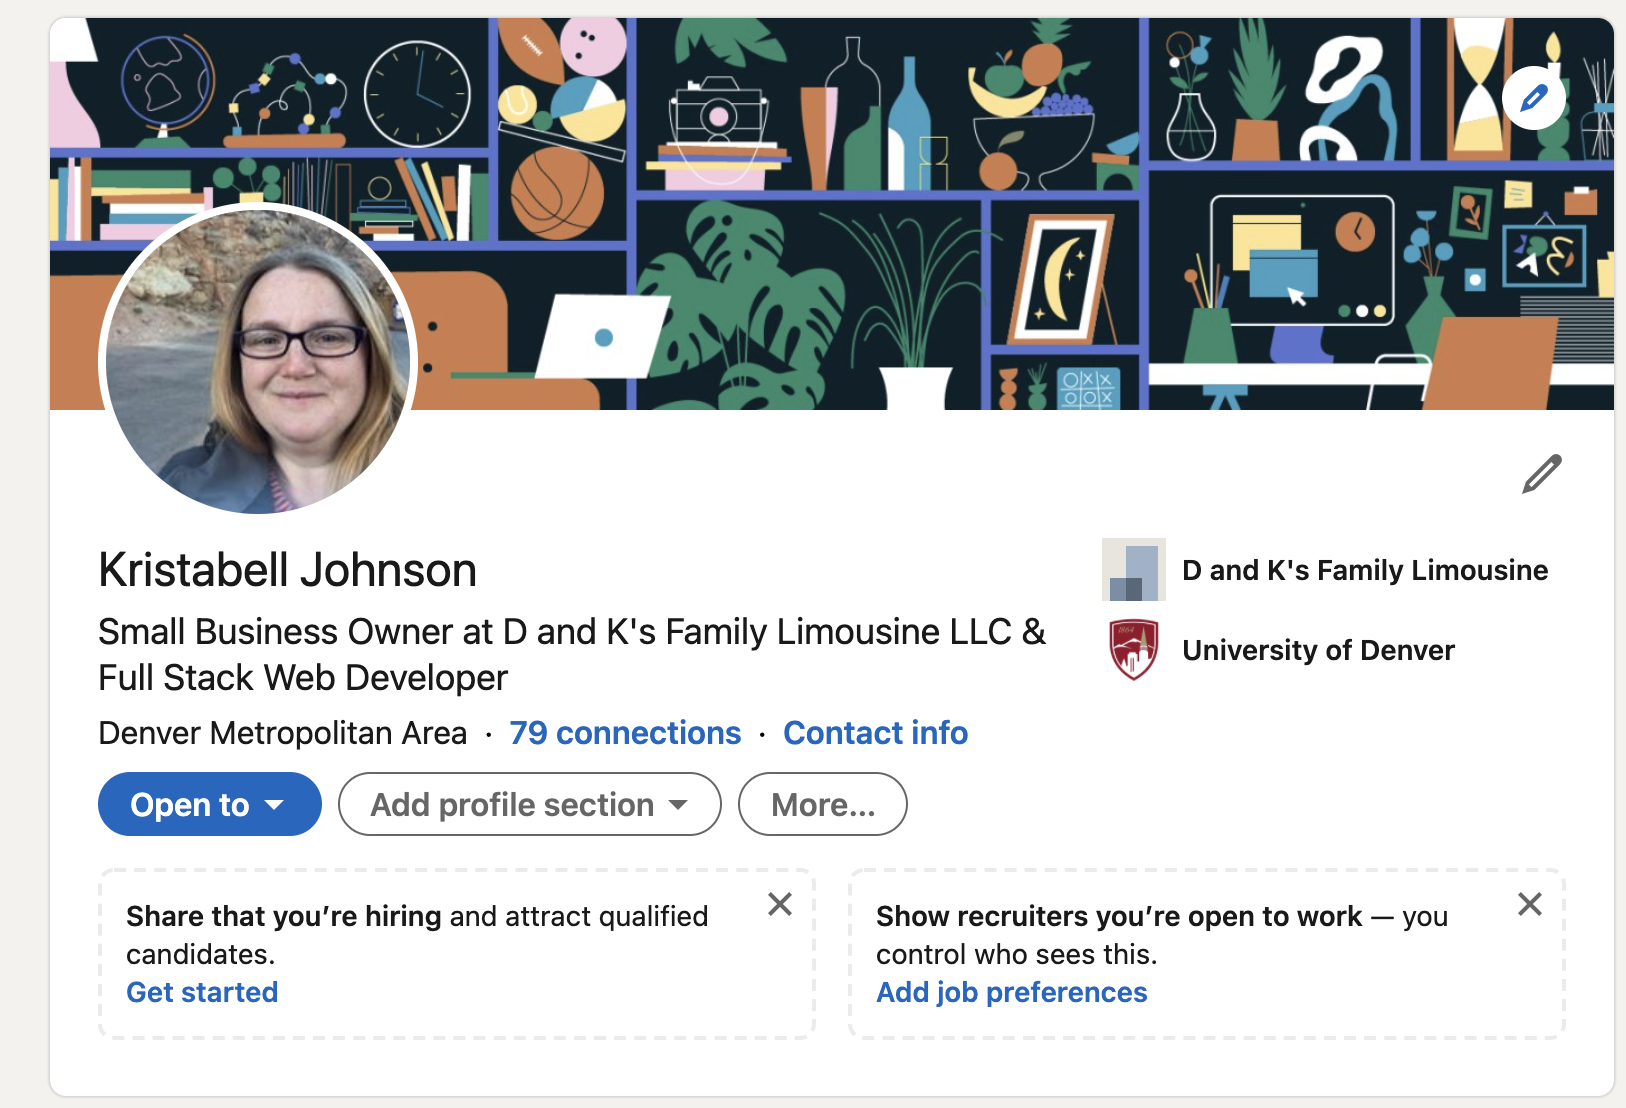 Kristabell Johnson
Small Business Owner at D and K's Family Limousine LLC &
Full Stack Web Developer
Denver Metropolitan Area · 79 connections · Contact info
D and K's Family Limousine
1864
University of Denver
Open to
Add profile section
More...
Share that you’re hiring and attract qualified
candidates.
Get started
Show recruiters you’re open to work — you
control who sees this.
Add job preferences